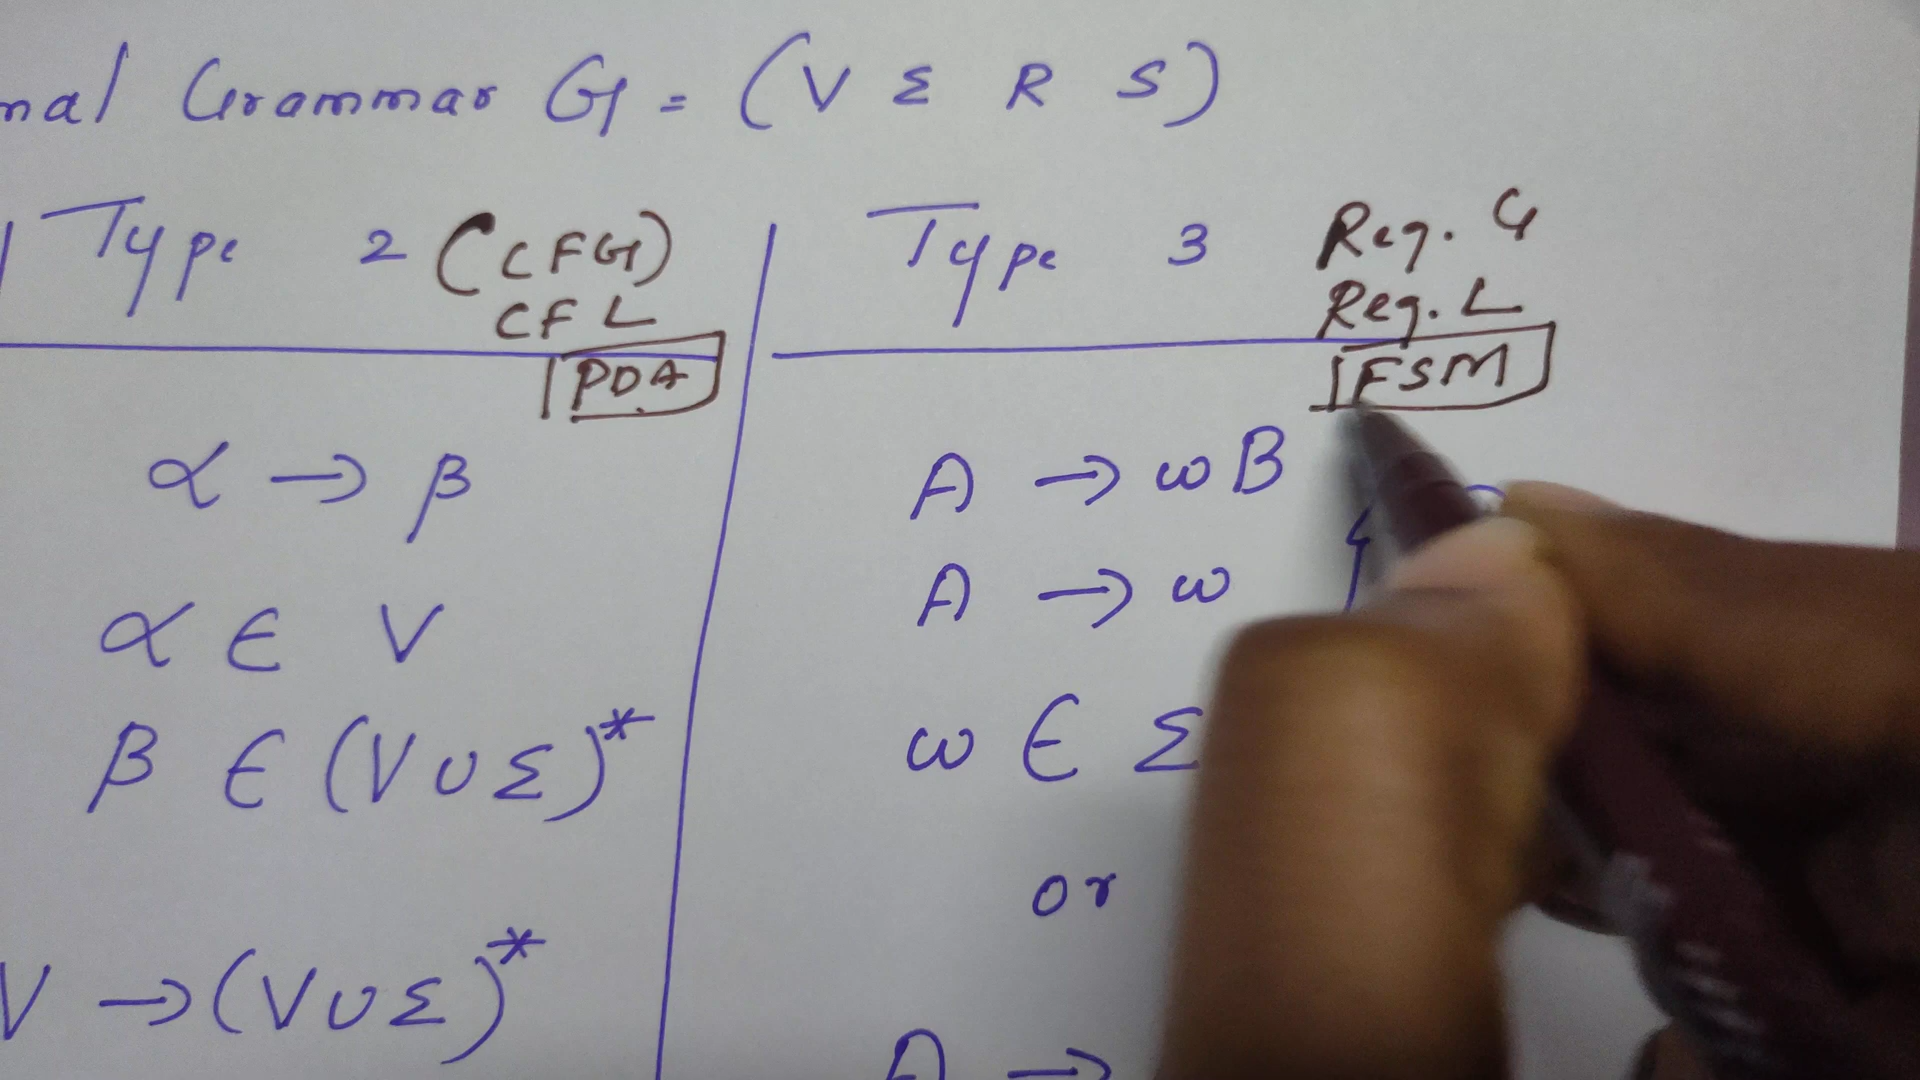 nal Grammar G = (V Σ R S)
Type 2 (CFG)
CFL
PDA
α → β
α ∈ V
β ∈ (V ∪ Σ)*
V → (V ∪ Σ)*
Type 3 Reg. G
Reg. L
FSM
A → ωB
A → ω
ω ∈ Σ
or
A →